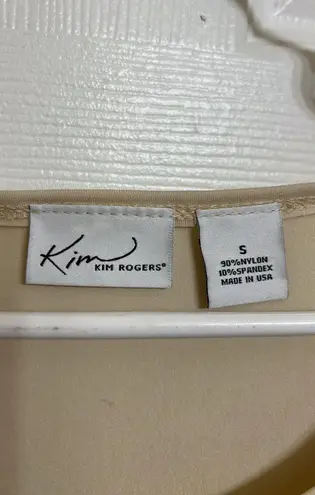 Kim
KIM ROGERS®
S
90%NYLON
10%SPANDEX
MADE IN USA